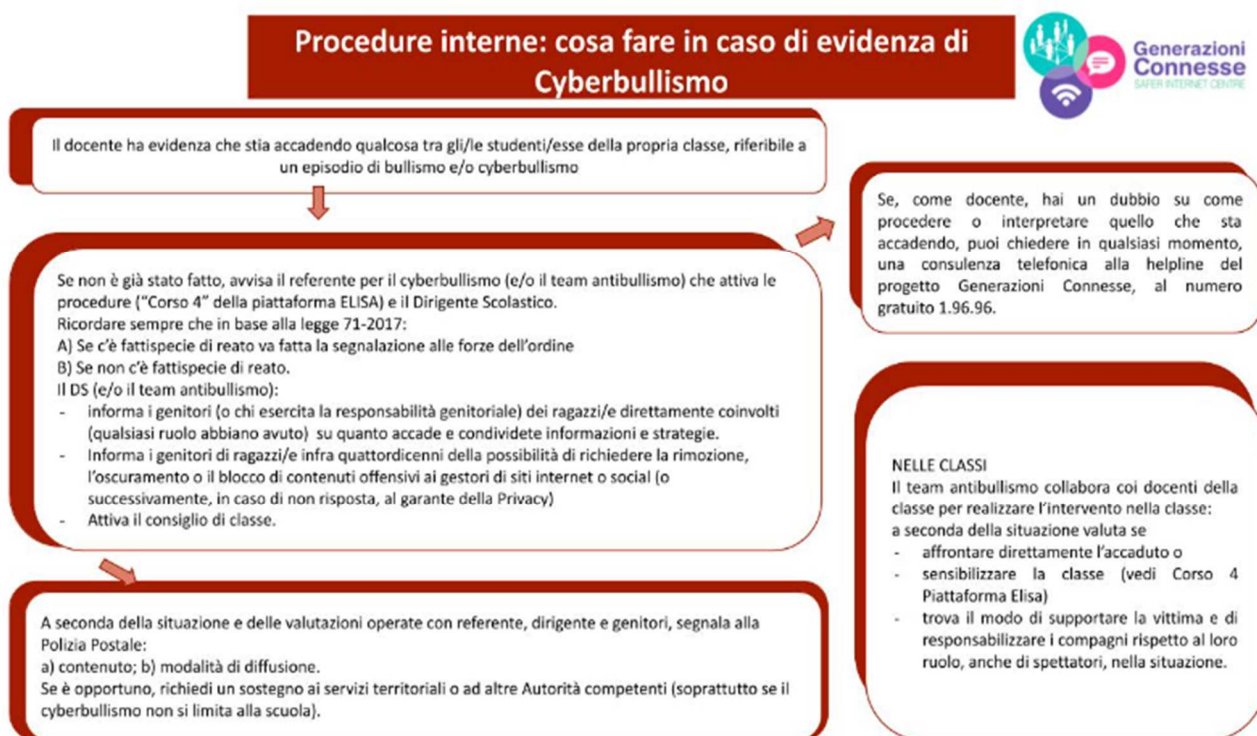 Procedure interne: cosa fare in caso di evidenza di
Cyberbullismo
Generazioni
Connesse
SAFER INTERNET CENTRE
Il docente ha evidenza che stia accadendo qualcosa tra gli/le studenti/esse della propria classe, riferibile a
un episodio di bullismo e/o cyberbullismo
Se non è già stato fatto, avvisa il referente per il cyberbullismo (e/o il team antibullismo) che attiva le
procedure (“Corso 4” della piattaforma ELISA) e il Dirigente Scolastico.
Ricordare sempre che in base alla legge 71-2017:
A) Se c’è fattispecie di reato va fatta la segnalazione alle forze dell’ordine
B) Se non c’è fattispecie di reato.
Il DS (e/o il team antibullismo):
- informa i genitori (o chi esercita la responsabilità genitoriale) dei ragazzi/e direttamente coinvolti
(qualsiasi ruolo abbiano avuto) su quanto accade e condividete informazioni e strategie.
- Informa i genitori di ragazzi/e infra quattordicenni della possibilità di richiedere la rimozione,
l’oscuramento o il blocco di contenuti offensivi ai gestori di siti internet o social (o
successivamente, in caso di non risposta, al garante della Privacy)
- Attiva il consiglio di classe.
A seconda della situazione e delle valutazioni operate con referente, dirigente e genitori, segnala alla
Polizia Postale:
a) contenuto; b) modalità di diffusione.
Se è opportuno, richiedi un sostegno ai servizi territoriali o ad altre Autorità competenti (soprattutto se il
cyberbullismo non si limita alla scuola).
Se, come docente, hai un dubbio su come
procedere o interpretare quello che sta
accadendo, puoi chiedere in qualsiasi momento,
una consulenza telefonica alla helpline del
progetto Generazioni Connesse, al numero
gratuito 1.96.96.
NELLE CLASSI
Il team antibullismo collabora coi docenti della
classe per realizzare l’intervento nella classe:
a seconda della situazione valuta se
- affrontare direttamente l’accaduto o
- sensibilizzare la classe (vedi Corso 4
Piattaforma Elisa)
- trova il modo di supportare la vittima e di
responsabilizzare i compagni rispetto al loro
ruolo, anche di spettatori, nella situazione.